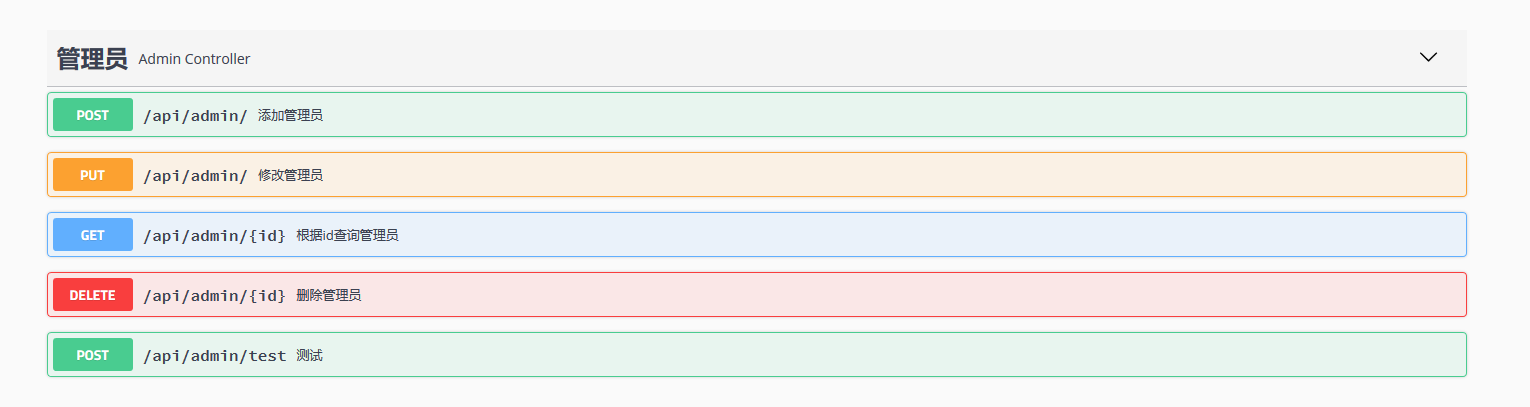 管理员 Admin Controller
POST /api/admin/ 添加管理员
PUT /api/admin/ 修改管理员
GET /api/admin/{id} 根据id查询管理员
DELETE /api/admin/{id} 删除管理员
POST /api/admin/test 测试